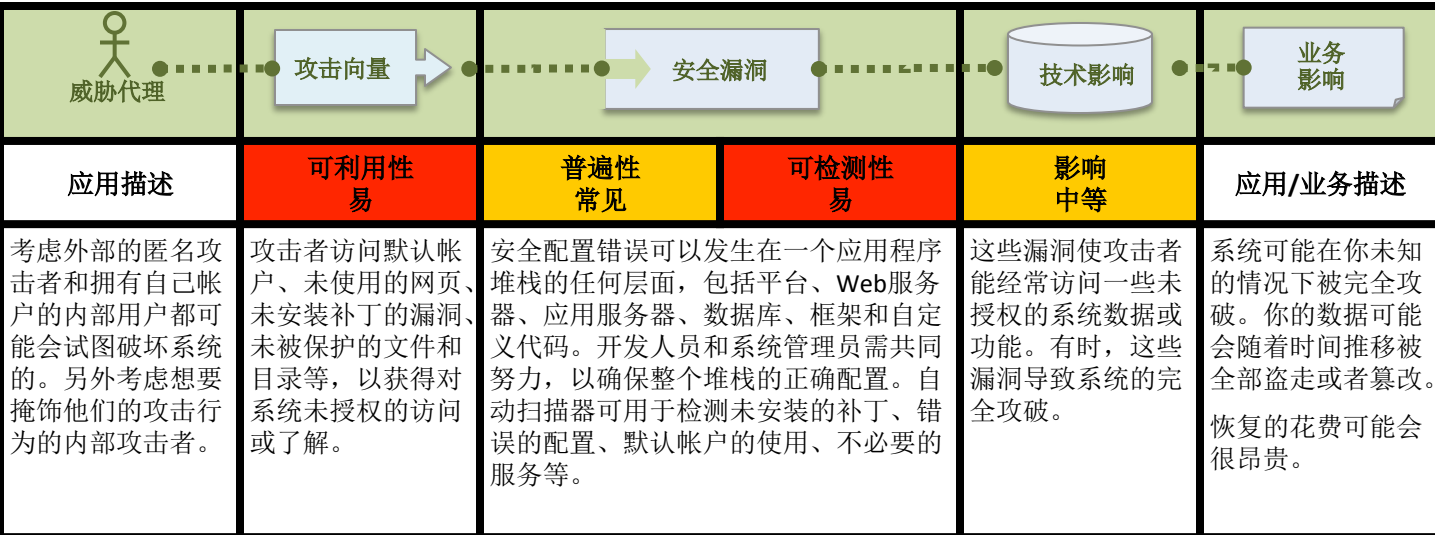 威胁代理
攻击向量
安全漏洞
技术影响
业务
影响
应用描述
可利用性
易
普遍性
常见
可检测性
易
影响
中等
应用/业务描述
考虑外部的匿名攻
击者和拥有自己帐
户的内部用户都可
能会试图破坏系统
的。另外考虑想要
掩饰他们的攻击行
为的内部攻击者。
攻击者访问默认帐
户、未使用的网页、
未安装补丁的漏洞、
未被保护的文件和
目录等，以获得对
系统未授权的访问
或了解。
安全配置错误可以发生在一个应用程序
堆栈的任何层面，包括平台、Web服务
器、应用服务器、数据库、框架和自定
义代码。开发人员和系统管理员需共同
努力，以确保整个堆栈的正确配置。自
动扫描器可用于检测未安装的补丁、错
误的配置、默认帐户的使用、不必要的
服务等。
这些漏洞使攻击者
能经常访问一些未
授权的系统数据或
功能。有时，这些
漏洞导致系统的完
全攻破。
系统可能在你未知
的情况下被完全攻
破。你的数据可能
会随着时间推移被
全部盗走或者篡改。
恢复的花费可能会
很昂贵。